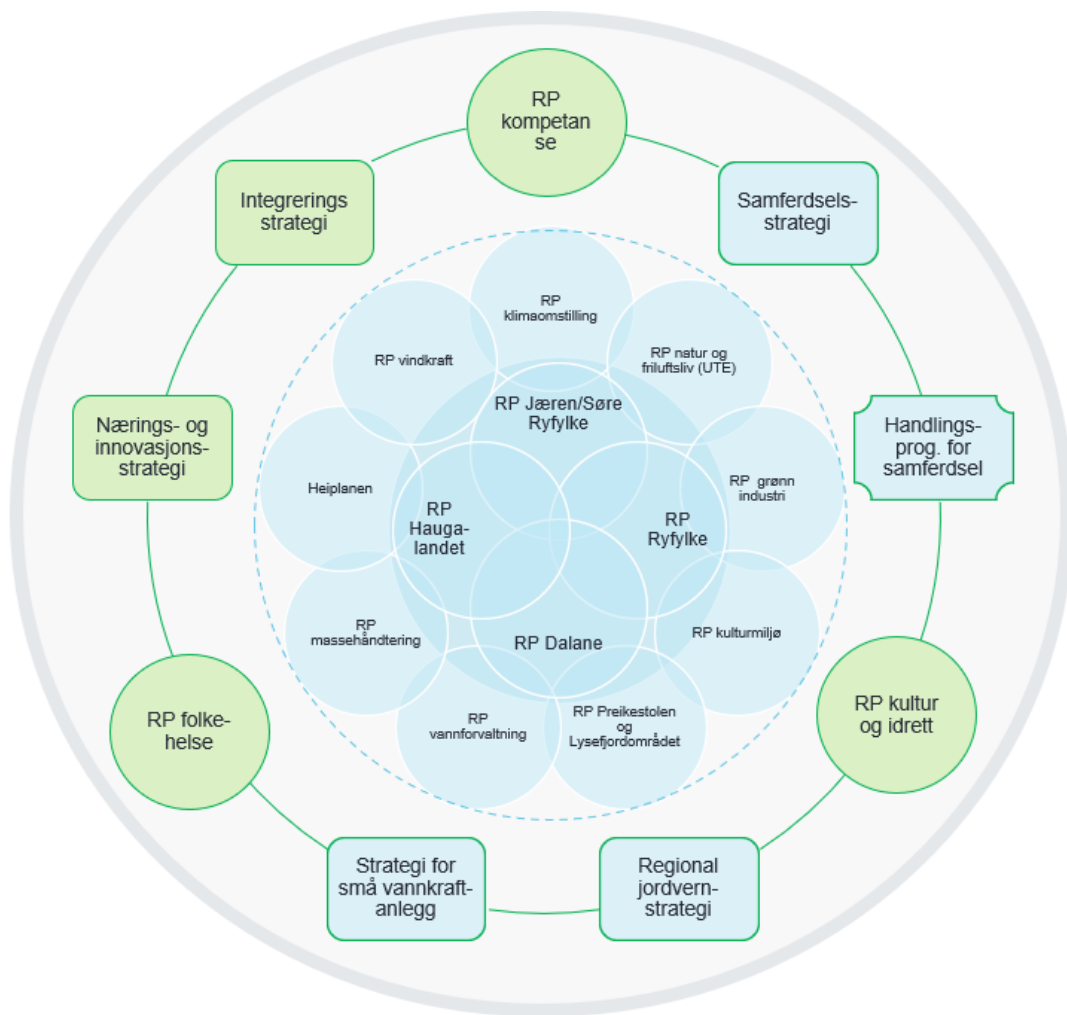 RP
kompetan
se
Integrerings
strategi
Samferdsels-
strategi
RP
klimaomstilling
RP vindkraft
RP natur og
friluftsliv (UTE)
RP Jæren/Søre
Ryfylke
Nærings- og
innovasjons-
strategi
Handlings-
prog. for
samferdsel
Heiplanen
RP grønn
industri
RP
Hauga-
landet
RP
Ryfylke
RP
massehåndtering
RP kulturmiljø
RP Dalane
RP folke-
helse
RP kultur
og idrett
RP
vannforvaltning
RP Preikestolen
og
Lysefjordområdet
Strategi for
små vannkraft-
anlegg
Regional
jordvern-
strategi